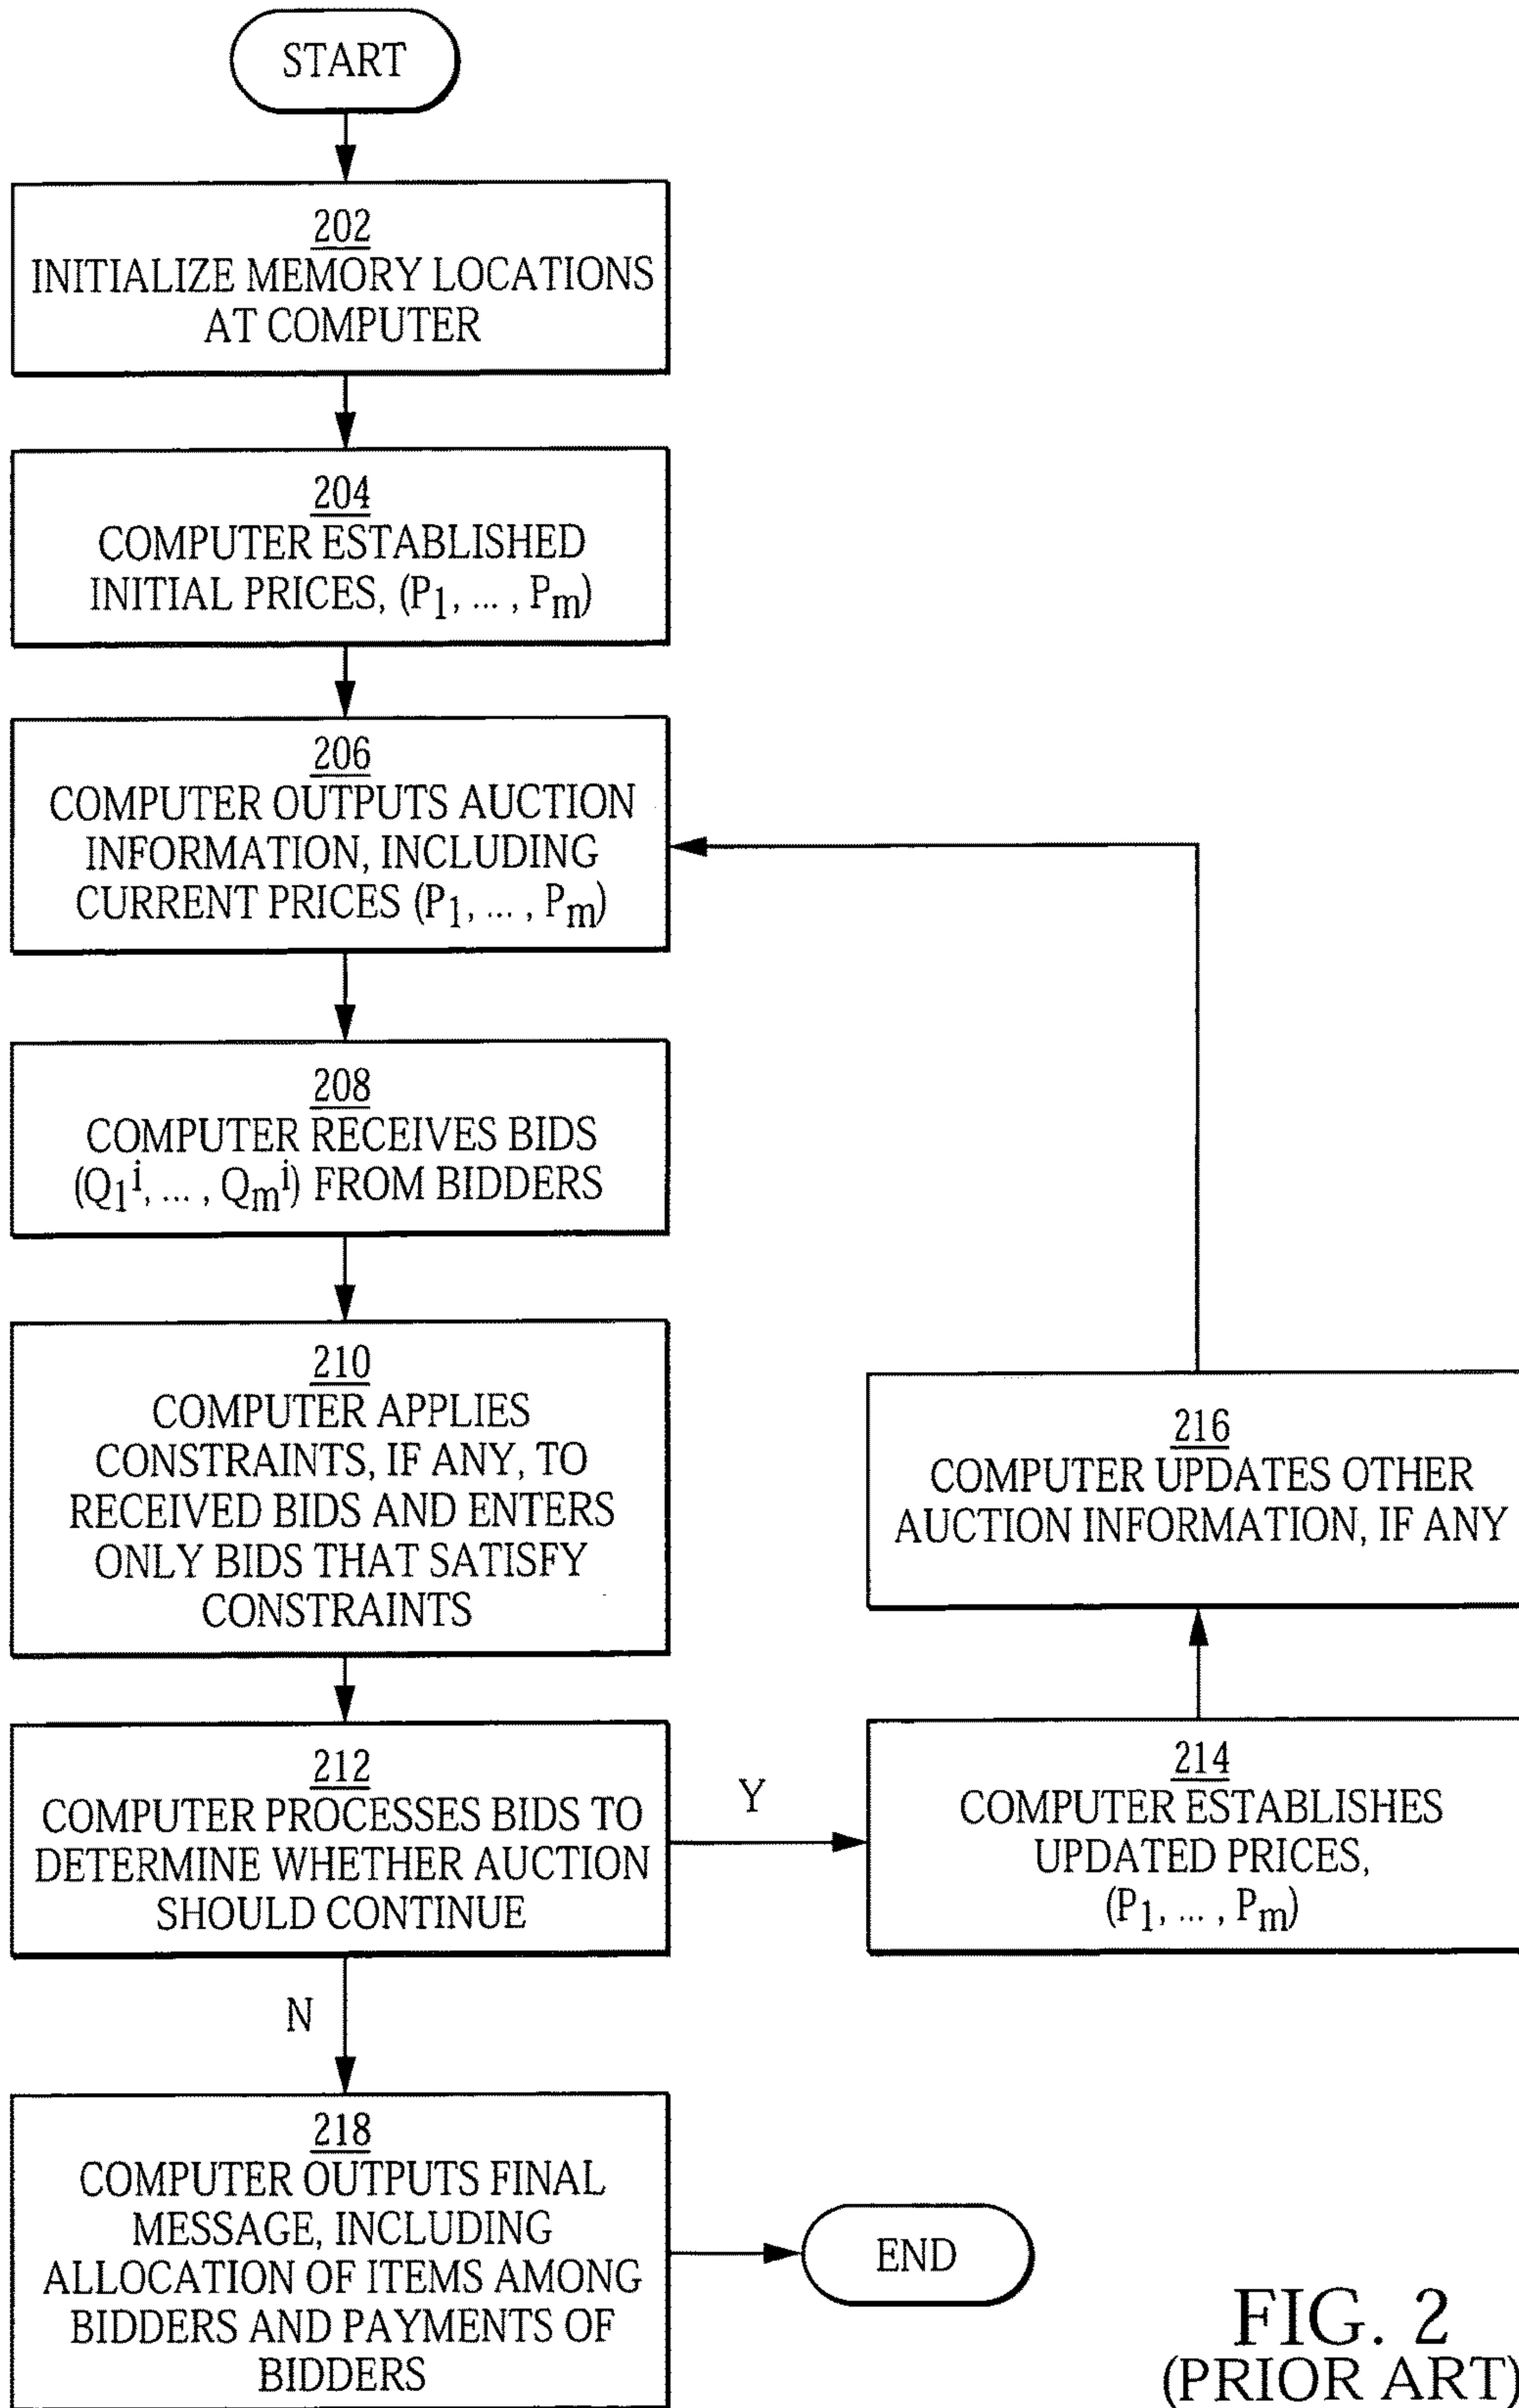 START
202
INITIALIZE MEMORY LOCATIONS
AT COMPUTER
204
COMPUTER ESTABLISHED
INITIAL PRICES, (P₁, ... , Pₘ)
206
COMPUTER OUTPUTS AUCTION
INFORMATION, INCLUDING
CURRENT PRICES (P₁, ... , Pₘ)
208
COMPUTER RECEIVES BIDS
(Q₁ⁱ, ... , Qₘⁱ) FROM BIDDERS
210
COMPUTER APPLIES
CONSTRAINTS, IF ANY, TO
RECEIVED BIDS AND ENTERS
ONLY BIDS THAT SATISFY
CONSTRAINTS
212
COMPUTER PROCESSES BIDS TO
DETERMINE WHETHER AUCTION
SHOULD CONTINUE
Y
214
COMPUTER ESTABLISHES
UPDATED PRICES,
(P₁, ... , Pₘ)
216
COMPUTER UPDATES OTHER
AUCTION INFORMATION, IF ANY
N
218
COMPUTER OUTPUTS FINAL
MESSAGE, INCLUDING
ALLOCATION OF ITEMS AMONG
BIDDERS AND PAYMENTS OF
BIDDERS
END
FIG. 2
(PRIOR ART)